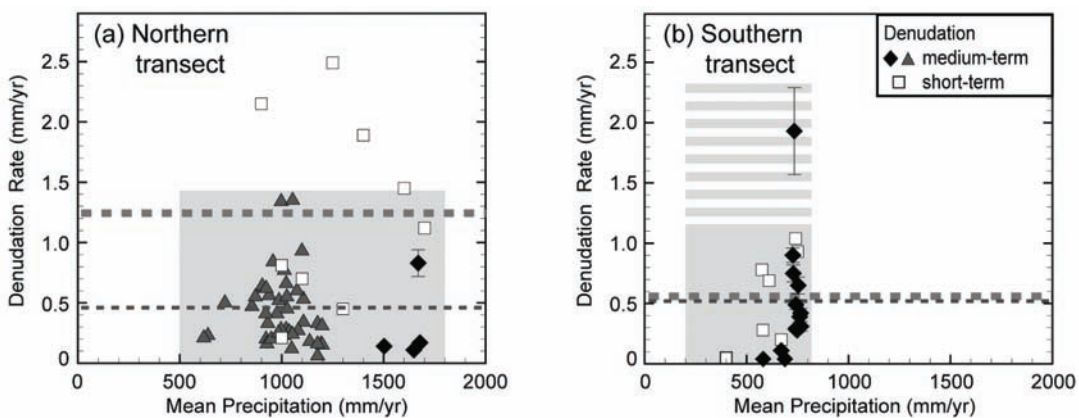 (a) Northern
transect
Denudation Rate (mm/yr)
2.5
2.0
1.5
1.0
0.5
0
0 500 1000 1500 2000
Mean Precipitation (mm/yr)
(b) Southern
transect
Denudation
medium-term
short-term
Denudation Rate (mm/yr)
2.5
2.0
1.5
1.0
0.5
0
0 500 1000 1500 2000
Mean Precipitation (mm/yr)